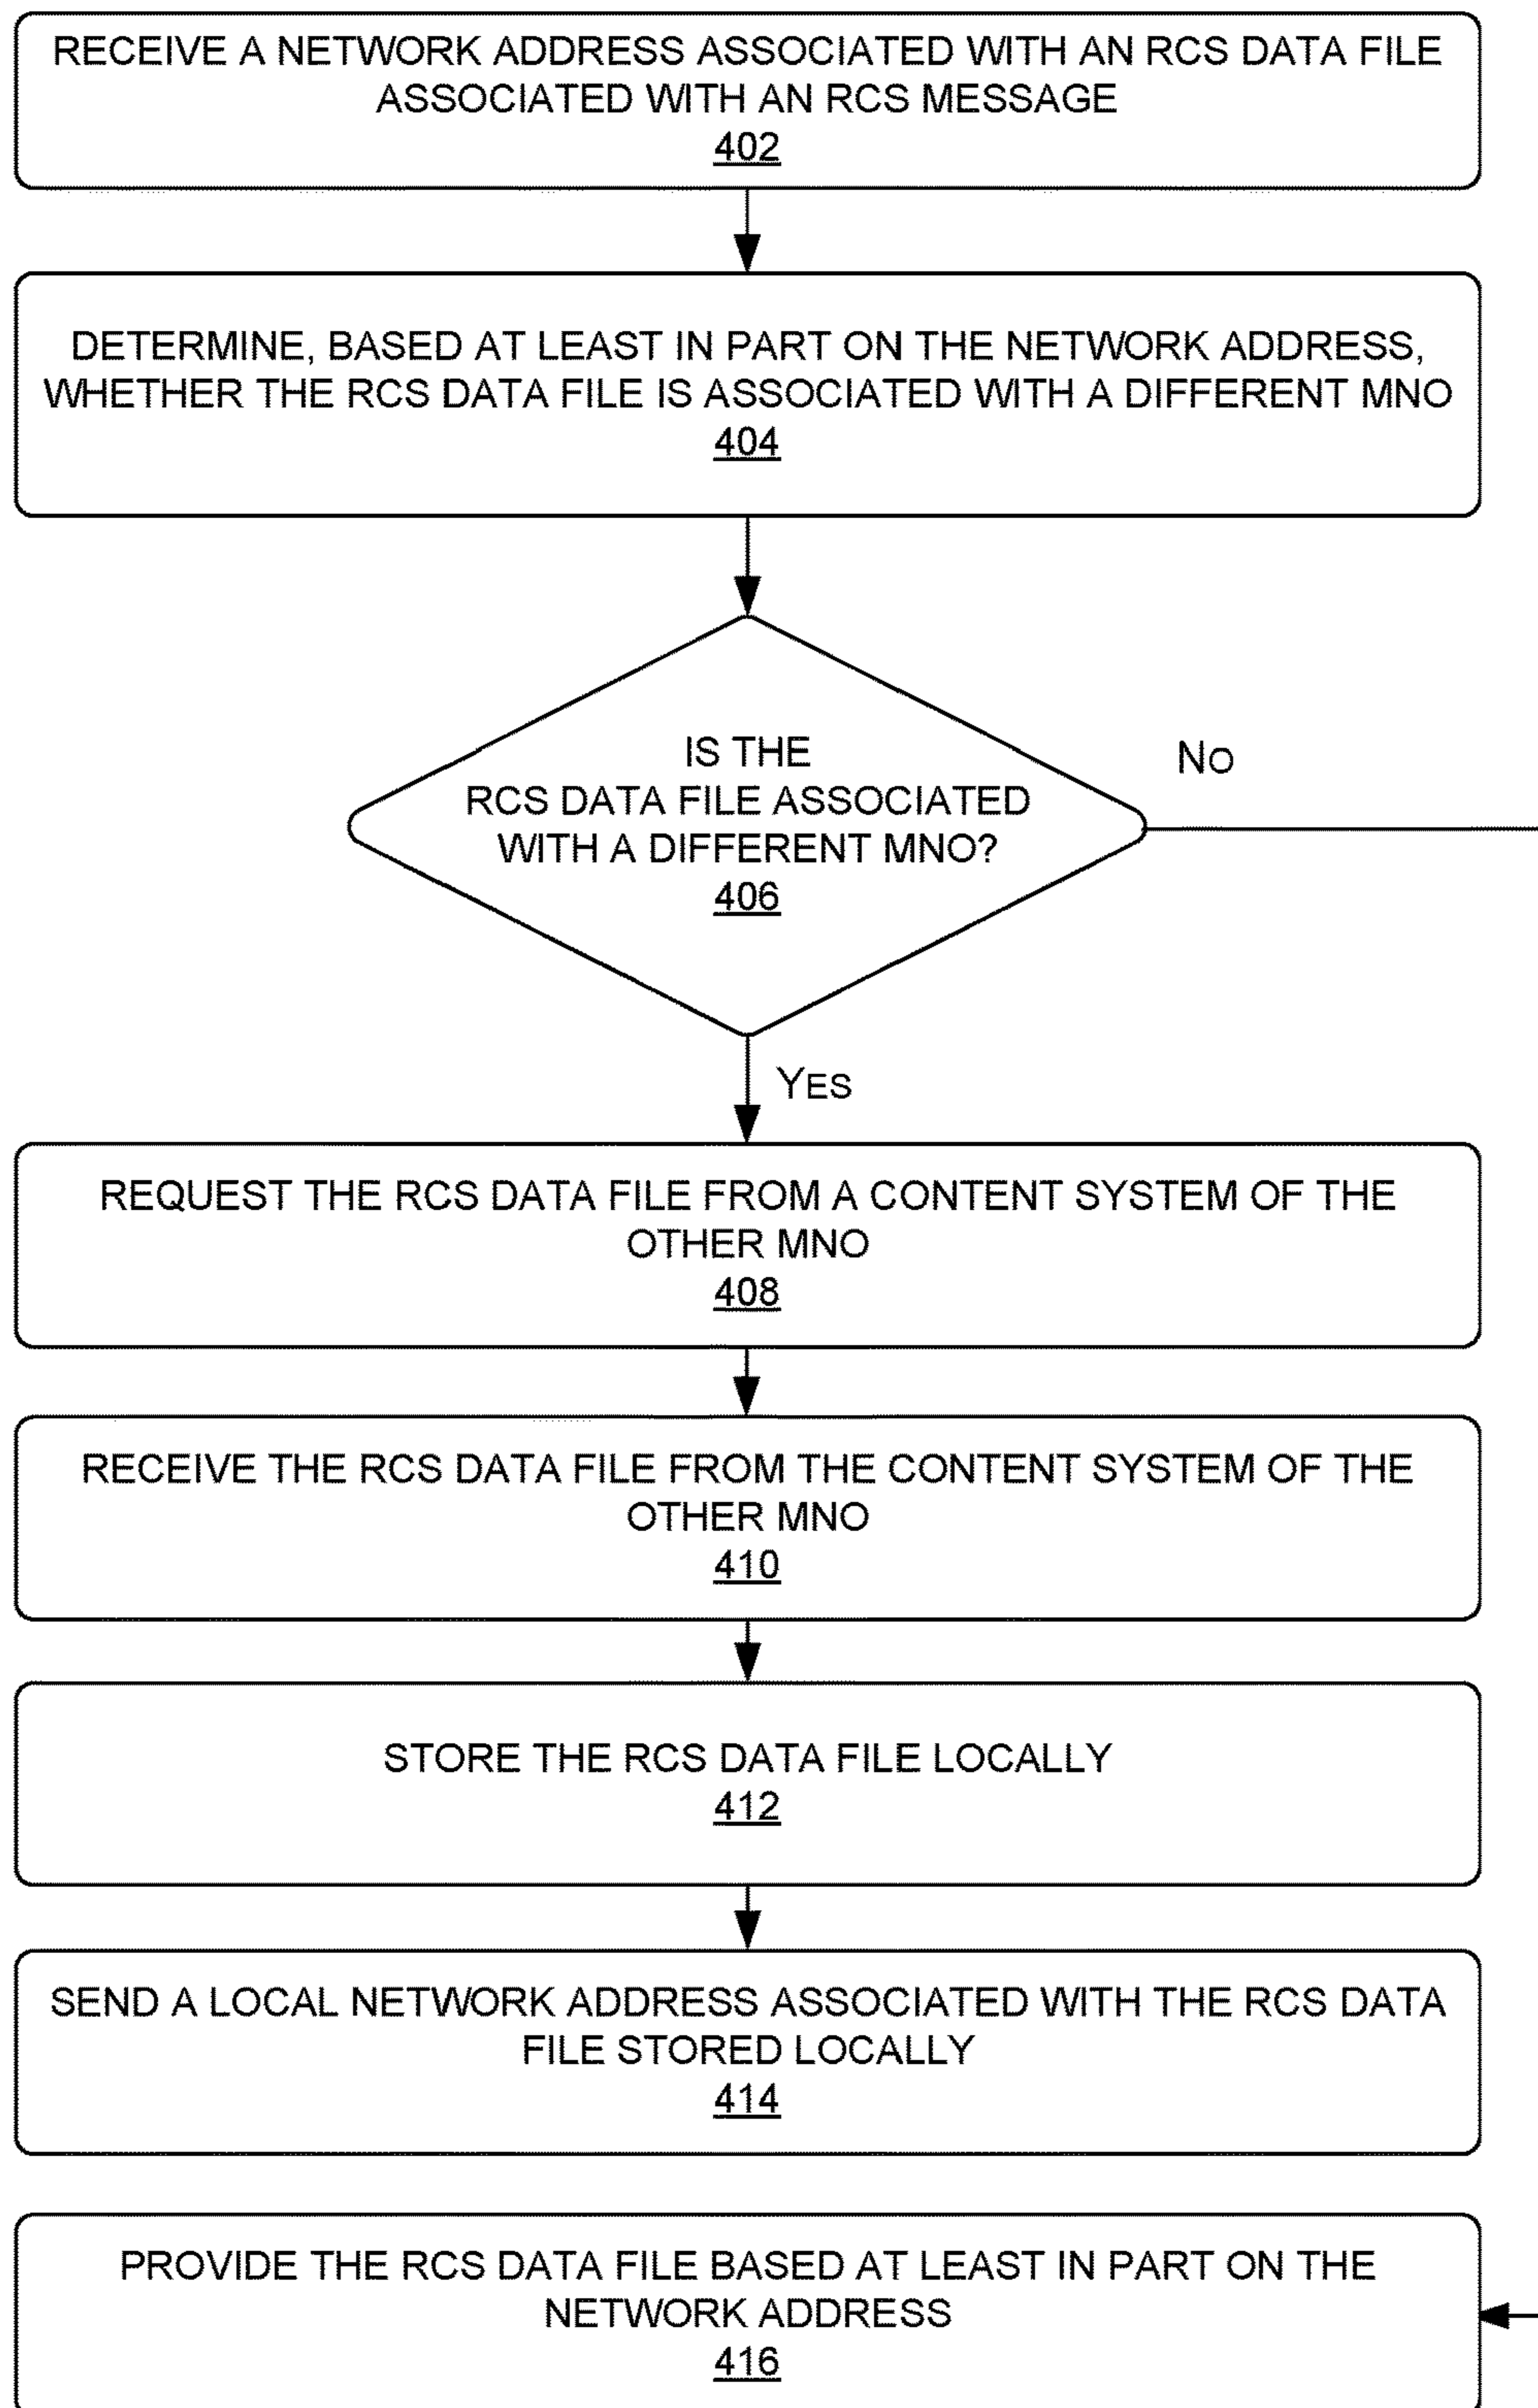 RECEIVE A NETWORK ADDRESS ASSOCIATED WITH AN RCS DATA FILE
ASSOCIATED WITH AN RCS MESSAGE
402
DETERMINE, BASED AT LEAST IN PART ON THE NETWORK ADDRESS,
WHETHER THE RCS DATA FILE IS ASSOCIATED WITH A DIFFERENT MNO
404
IS THE
RCS DATA FILE ASSOCIATED
WITH A DIFFERENT MNO?
406
NO
YES
REQUEST THE RCS DATA FILE FROM A CONTENT SYSTEM OF THE
OTHER MNO
408
RECEIVE THE RCS DATA FILE FROM THE CONTENT SYSTEM OF THE
OTHER MNO
410
STORE THE RCS DATA FILE LOCALLY
412
SEND A LOCAL NETWORK ADDRESS ASSOCIATED WITH THE RCS DATA
FILE STORED LOCALLY
414
PROVIDE THE RCS DATA FILE BASED AT LEAST IN PART ON THE
NETWORK ADDRESS
416